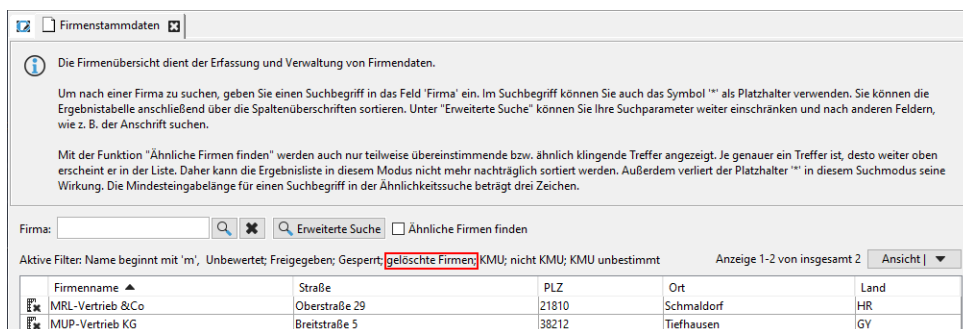 Firmenstammdaten
Die Firmenübersicht dient der Erfassung und Verwaltung von Firmendaten.
Um nach einer Firma zu suchen, geben Sie einen Suchbegriff in das Feld 'Firma' ein. Im Suchbegriff können Sie auch das Symbol '*' als Platzhalter verwenden. Sie können die
Ergebnistabelle anschließend über die Spaltenüberschriften sortieren. Unter "Erweiterte Suche" können Sie Ihre Suchparameter weiter einschränken und nach anderen Feldern,
wie z. B. der Anschrift suchen.
Mit der Funktion "Ähnliche Firmen finden" werden auch nur teilweise übereinstimmende bzw. ähnlich klingende Treffer angezeigt. Je genauer ein Treffer ist, desto weiter oben
erscheint er in der Liste. Daher kann die Ergebnisliste in diesem Modus nicht mehr nachträglich sortiert werden. Außerdem verliert der Platzhalter '*' in diesem Suchmodus seine
Wirkung. Die Mindesteingabelänge für einen Suchbegriff in der Ähnlichkeitssuche beträgt drei Zeichen.
Firma: Erweiterte Suche Ähnliche Firmen finden
Aktive Filter: Name beginnt mit 'm', Unbewertet; Freigegeben; Gesperrt; gelöschte Firmen; KMU; nicht KMU; KMU unbestimmt Anzeige 1-2 von insgesamt 2 Ansicht |
Firmenname Straße PLZ Ort Land
MRL-Vertrieb &Co Oberstraße 29 21810 Schmaldorf HR
MUP-Vertrieb KG Breitstraße 5 38212 Tiefhausen GY